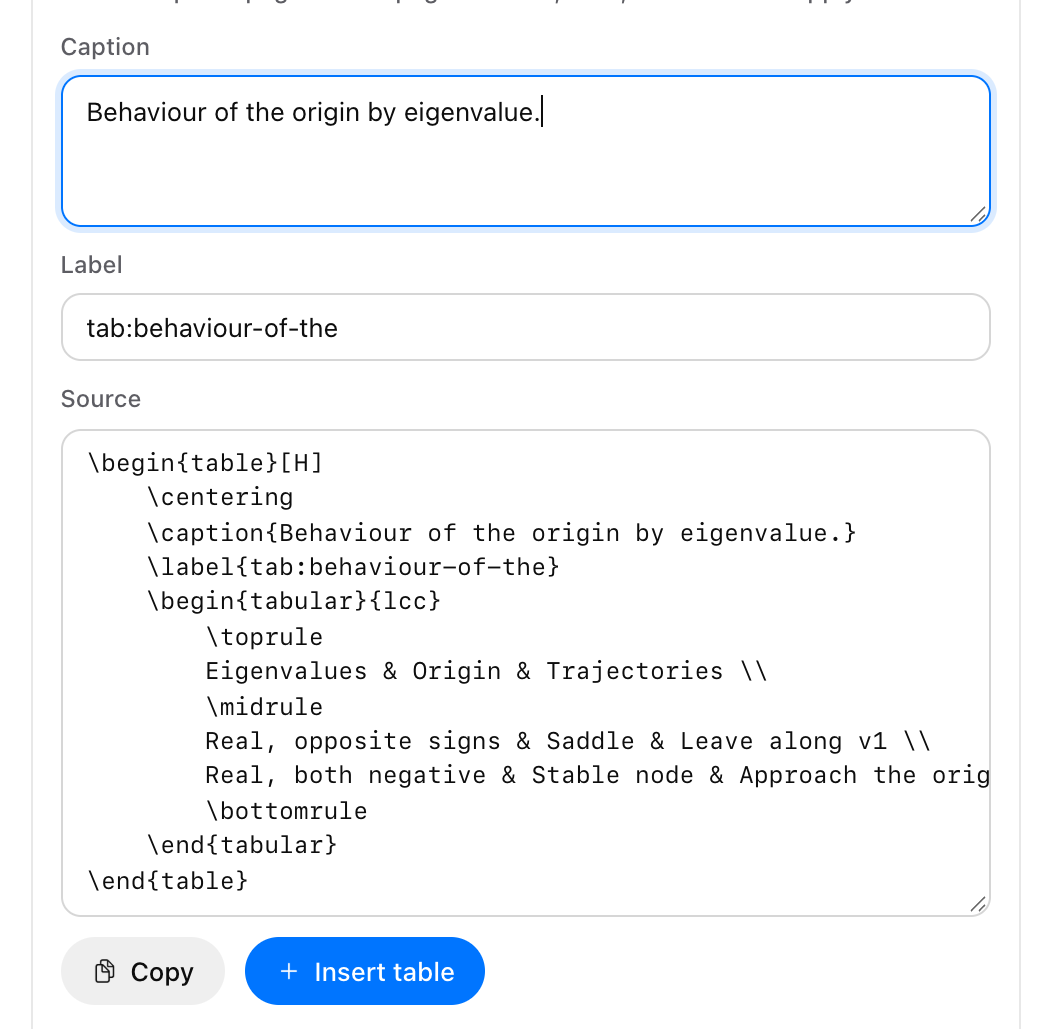 Caption
Behaviour of the origin by eigenvalue.
Label
tab:behaviour-of-the
Source
\begin{table}[H]
    \centering
    \caption{Behaviour of the origin by eigenvalue.}
    \label{tab:behaviour-of-the}
    \begin{tabular}{lcc}
        \toprule
        Eigenvalues & Origin & Trajectories \\
        \midrule
        Real, opposite signs & Saddle & Leave along v1 \\
        Real, both negative & Stable node & Approach the orig
        \bottomrule
    \end{tabular}
\end{table}
Copy
+ Insert table